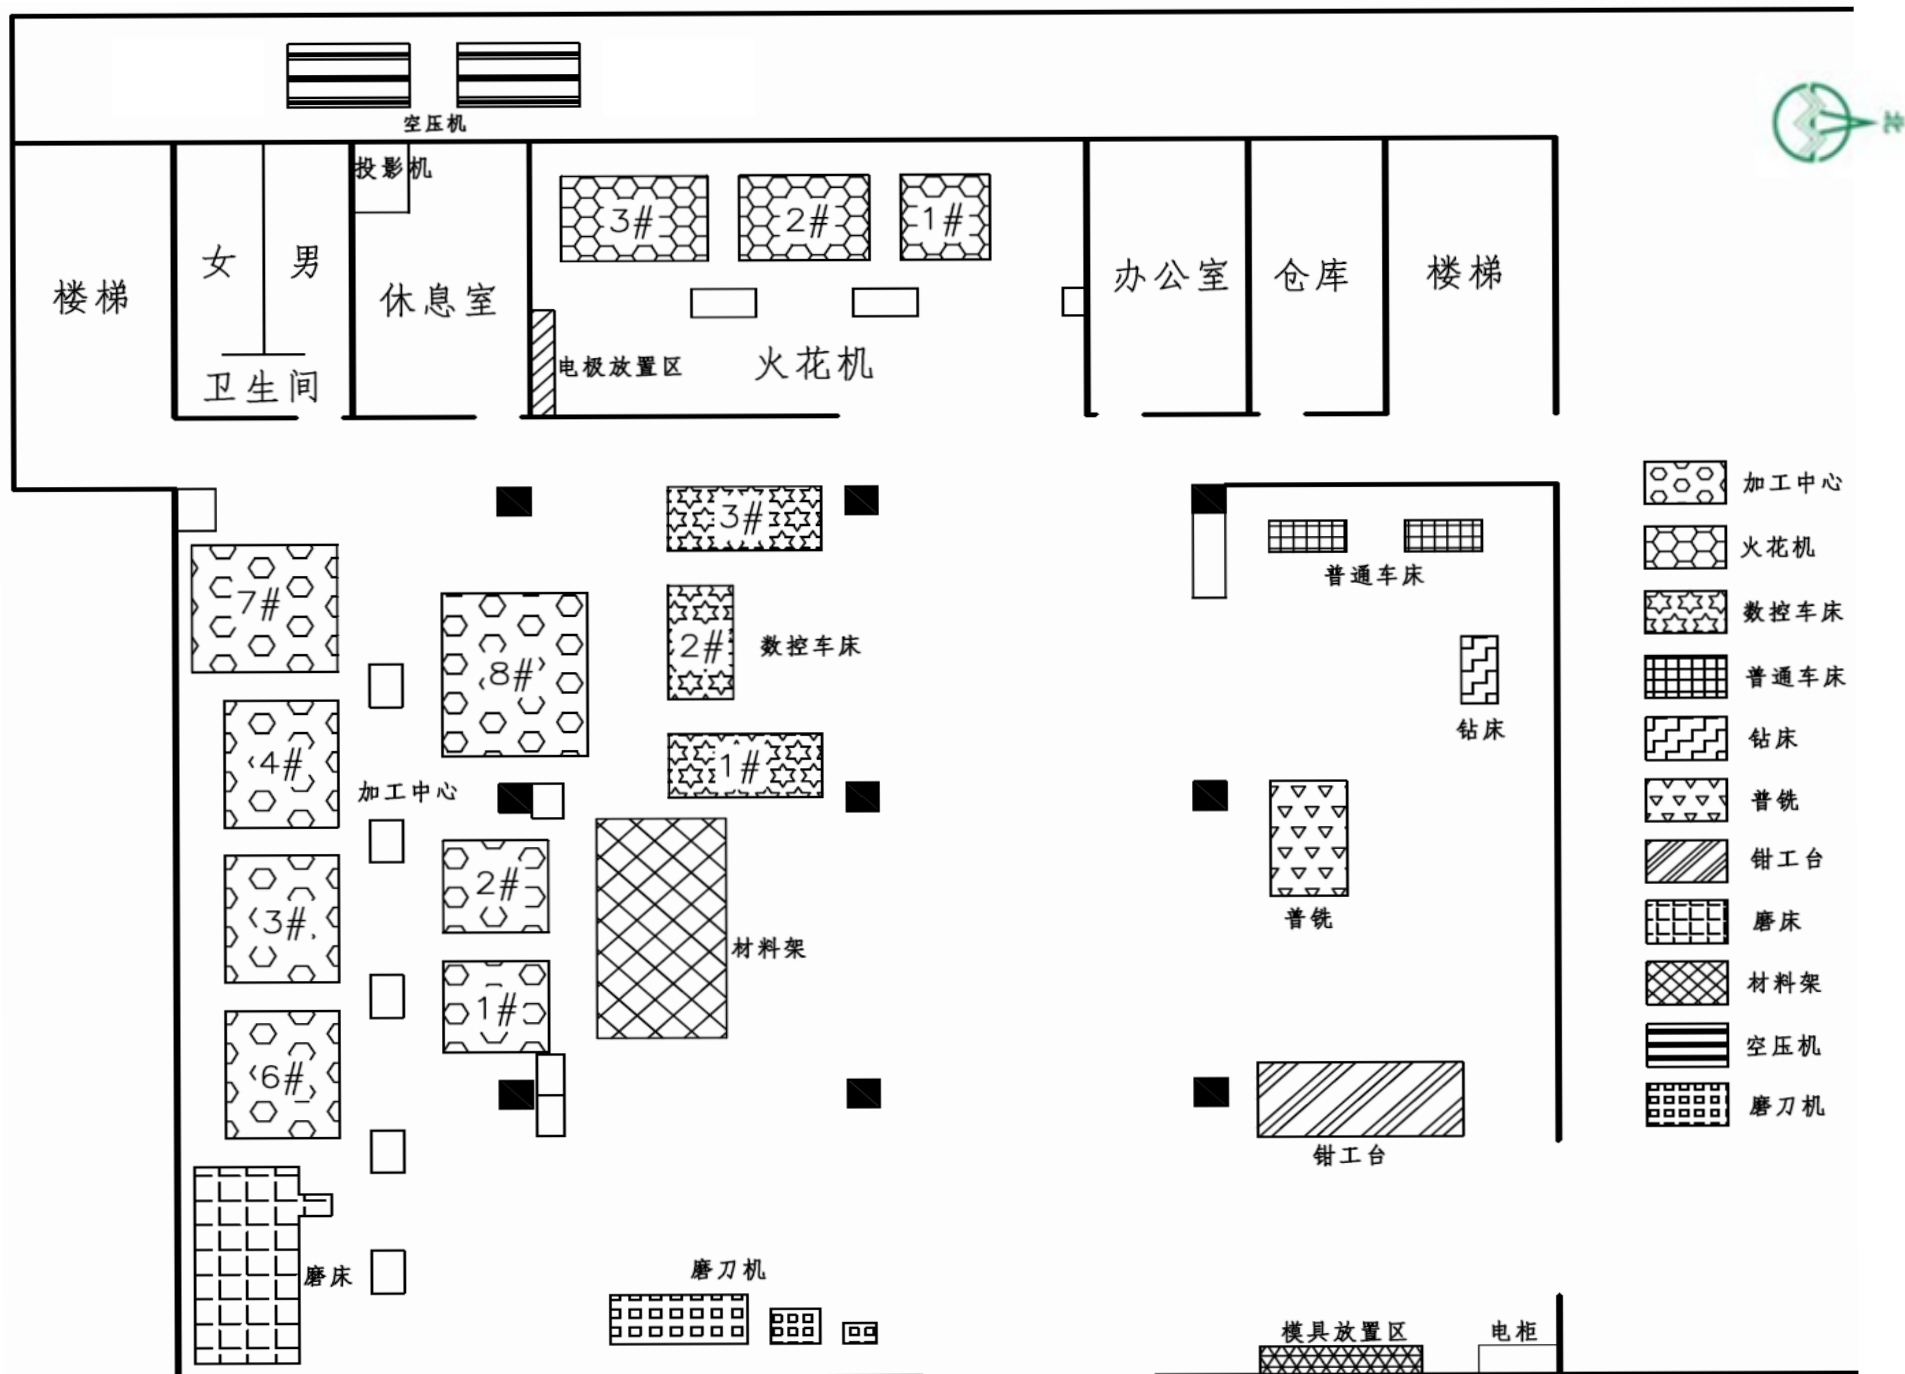 空压机
北
投影机
3#
2#
1#
女
男
楼梯
休息室
办公室
仓库
楼梯
电极放置区
火花机
卫生间
加工中心
3#
普通车床
火花机
7#
8#
2#
数控车床
数控车床
普通车床
钻床
钻床
4#
加工中心
1#
普铣
钳工台
2#
3#
普铣
磨床
材料架
材料架
1#
空压机
6#
磨刀机
钳工台
磨床
磨刀机
模具放置区
电柜